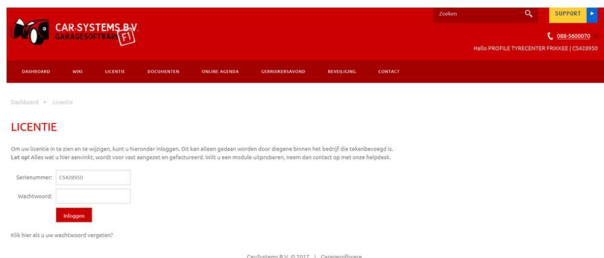 Zoeken
SUPPORT
CAR-SYSTEMS B.V
GARAGESOFTWARE
F1
088-5600070
Hallo PROFILE TYRECENTER FRIKKEE | CS428950
DASHBOARD WIKI LICENTIE DOCUMENTEN ONLINE AGENDA GEBRUIKERSAVOND BEVEILIGING CONTACT
Dashboard Licentie
LICENTIE
Om uw licentie in te zien en te wijzigen, kunt u hieronder inloggen. Dit kan alleen gedaan worden door diegene binnen het bedrijf die tekenbevoegd is.
Let op! Alles wat u hier aanvinkt, wordt voor vast aangezet en gefactureerd. Wilt u een module uitproberen, neem dan contact op met onze helpdesk.
Serienummer: CS428950
Wachtwoord:
Inloggen
Klik hier als u uw wachtwoord vergeten?
CarSystems B.V. © 2017 | Garagesoftware